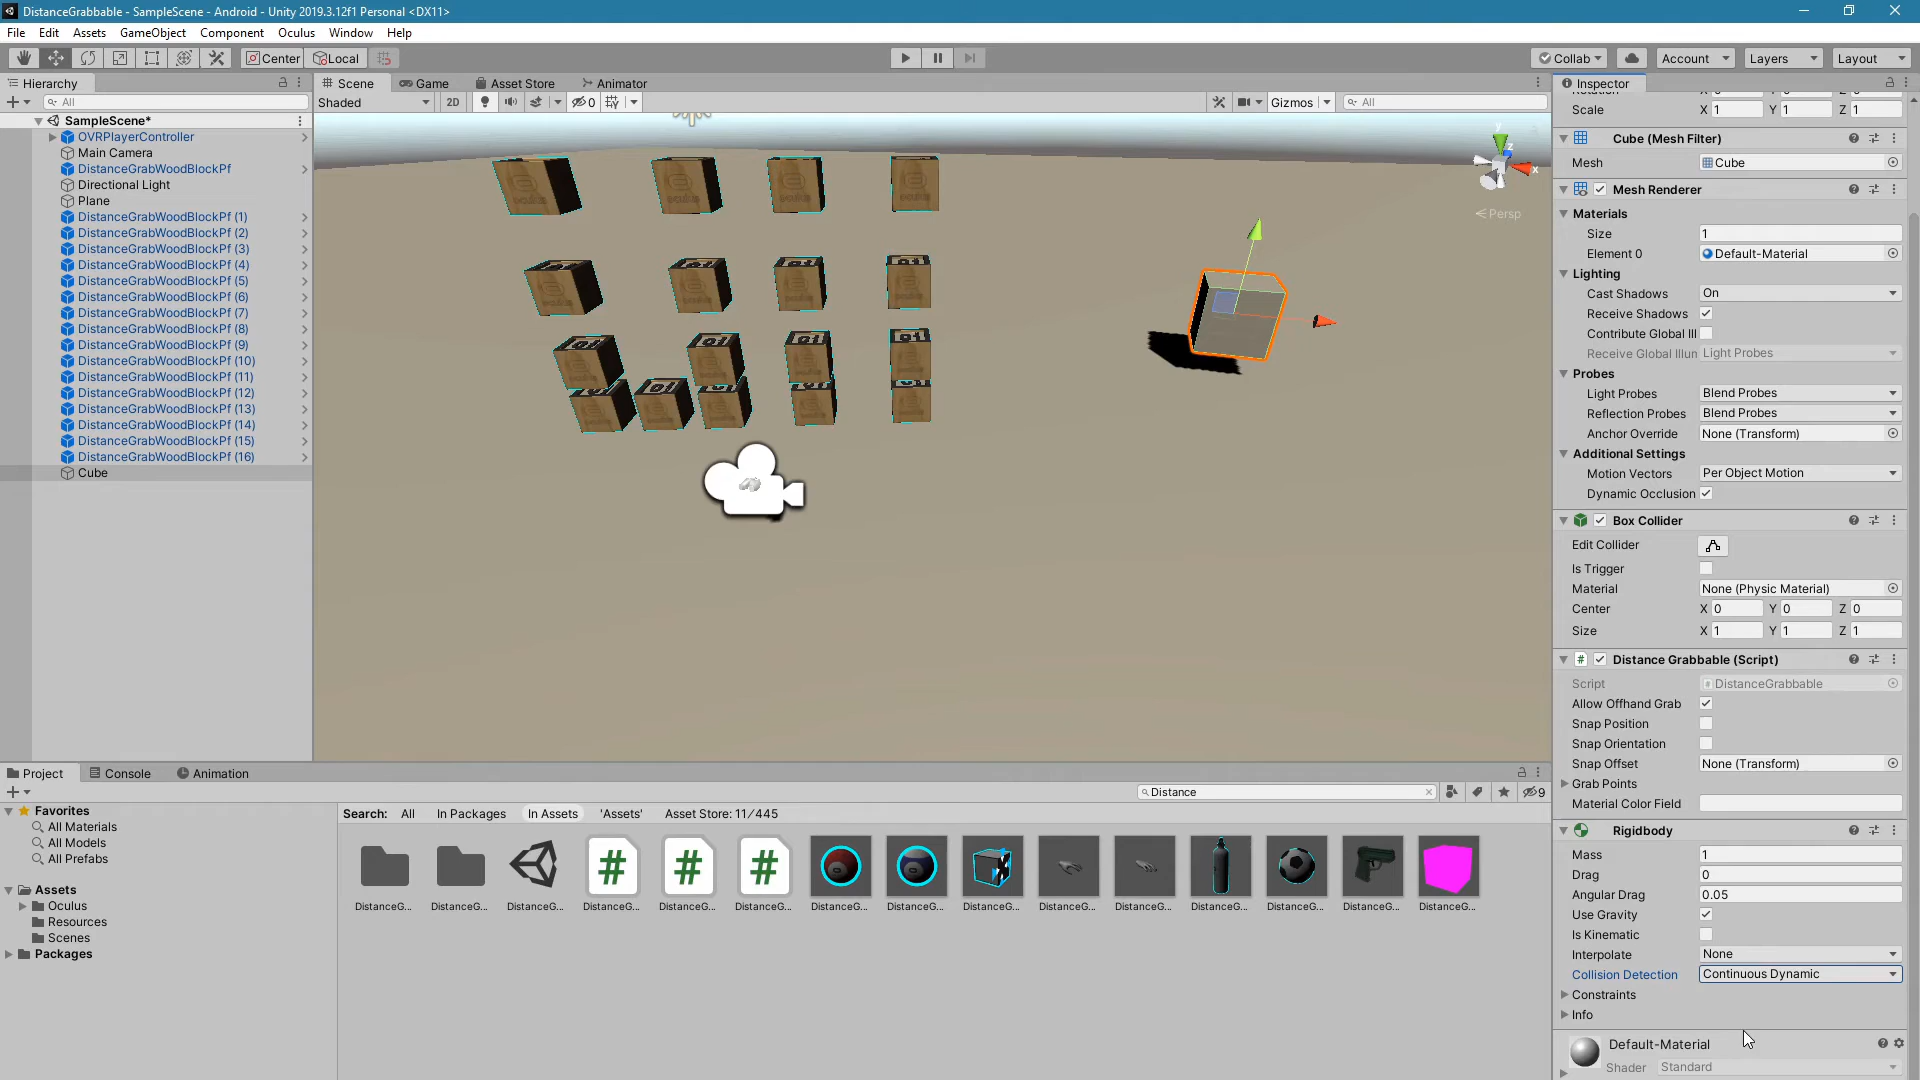 DistanceGrabbable - SampleScene - Android - Unity 2019.3.12f1 Personal <DX11>
File Edit Assets GameObject Component Oculus Window Help
Center Local Collab Account Layers Layout
Hierarchy
All
SampleScene*
OVRPlayerController
Main Camera
DistanceGrabWoodBlockPf
Directional Light
Plane
DistanceGrabWoodBlockPf (1)
DistanceGrabWoodBlockPf (2)
DistanceGrabWoodBlockPf (3)
DistanceGrabWoodBlockPf (4)
DistanceGrabWoodBlockPf (5)
DistanceGrabWoodBlockPf (6)
DistanceGrabWoodBlockPf (7)
DistanceGrabWoodBlockPf (8)
DistanceGrabWoodBlockPf (9)
DistanceGrabWoodBlockPf (10)
DistanceGrabWoodBlockPf (11)
DistanceGrabWoodBlockPf (12)
DistanceGrabWoodBlockPf (13)
DistanceGrabWoodBlockPf (14)
DistanceGrabWoodBlockPf (15)
DistanceGrabWoodBlockPf (16)
Cube
Scene Game Asset Store Animator
Shaded 2D 0 Gizmos All
y
z
x
Persp
Inspector
Scale X 1 Y 1 Z 1
Cube (Mesh Filter)
Mesh Cube
Mesh Renderer
Materials
Size 1
Element 0 Default-Material
Lighting
Cast Shadows On
Receive Shadows
Contribute Global Ill
Receive Global Illun Light Probes
Probes
Light Probes Blend Probes
Reflection Probes Blend Probes
Anchor Override None (Transform)
Additional Settings
Motion Vectors Per Object Motion
Dynamic Occlusion
Box Collider
Edit Collider
Is Trigger
Material None (Physic Material)
Center X 0 Y 0 Z 0
Size X 1 Y 1 Z 1
# Distance Grabbable (Script)
Script DistanceGrabbable
Allow Offhand Grab
Snap Position
Snap Orientation
Snap Offset None (Transform)
Grab Points
Material Color Field
Rigidbody
Mass 1
Drag 0
Angular Drag 0.05
Use Gravity
Is Kinematic
Interpolate None
Collision Detection Continuous Dynamic
Constraints
Info
Default-Material
Shader Standard
Project Console Animation
Distance
9
Favorites
All Materials
All Models
All Prefabs
Assets
Oculus
Resources
Scenes
Packages
Search: All In Packages In Assets 'Assets' Asset Store: 11/445
# # #
DistanceG... DistanceG... DistanceG... DistanceG... DistanceG... DistanceG... DistanceG... DistanceG... DistanceG... DistanceG... DistanceG... DistanceG... DistanceG... DistanceG... DistanceG...